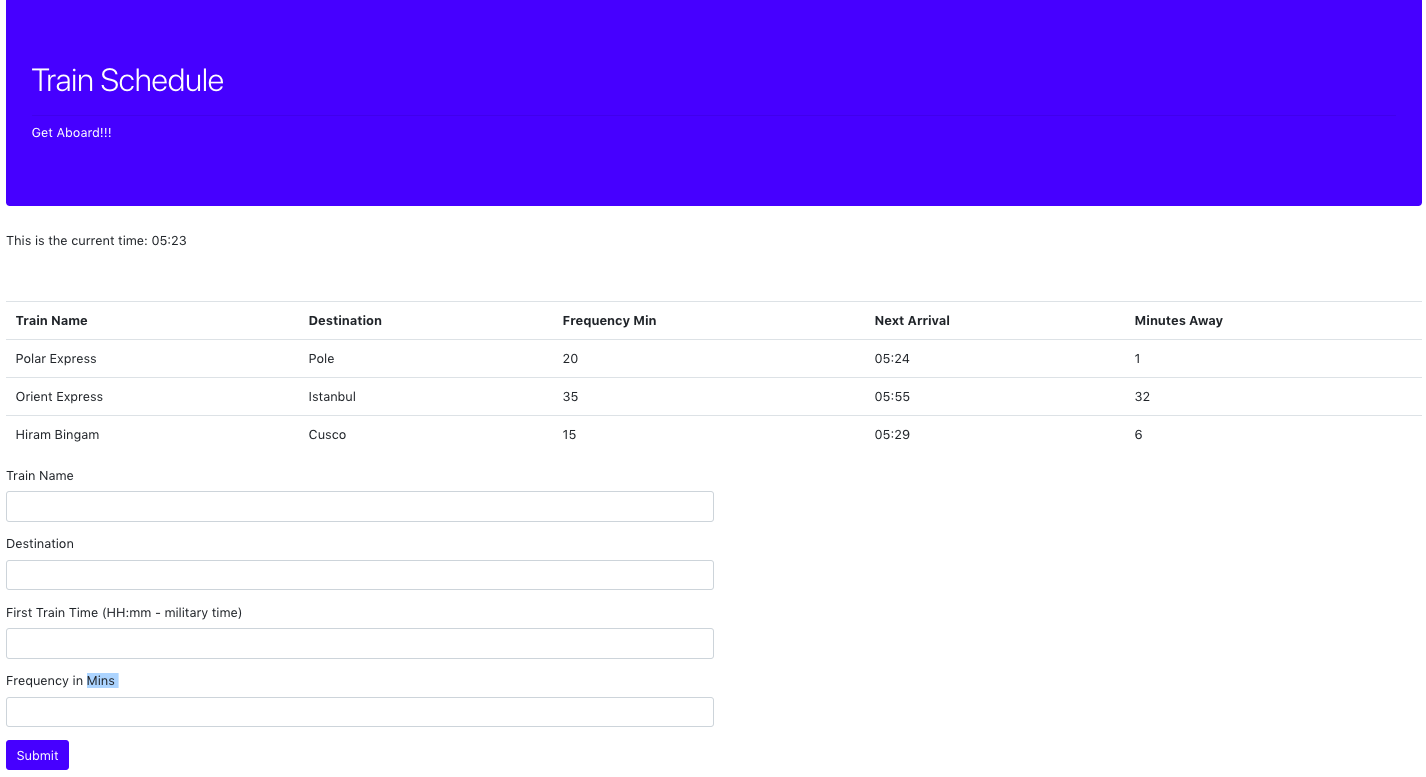 Train Schedule
Get Aboard!!!
This is the current time: 05:23
Train Name Destination Frequency Min Next Arrival Minutes Away
Polar Express Pole 20 05:24 1
Orient Express Istanbul 35 05:55 32
Hiram Bingam Cusco 15 05:29 6
Train Name
Destination
First Train Time (HH:mm - military time)
Frequency in Mins
Submit